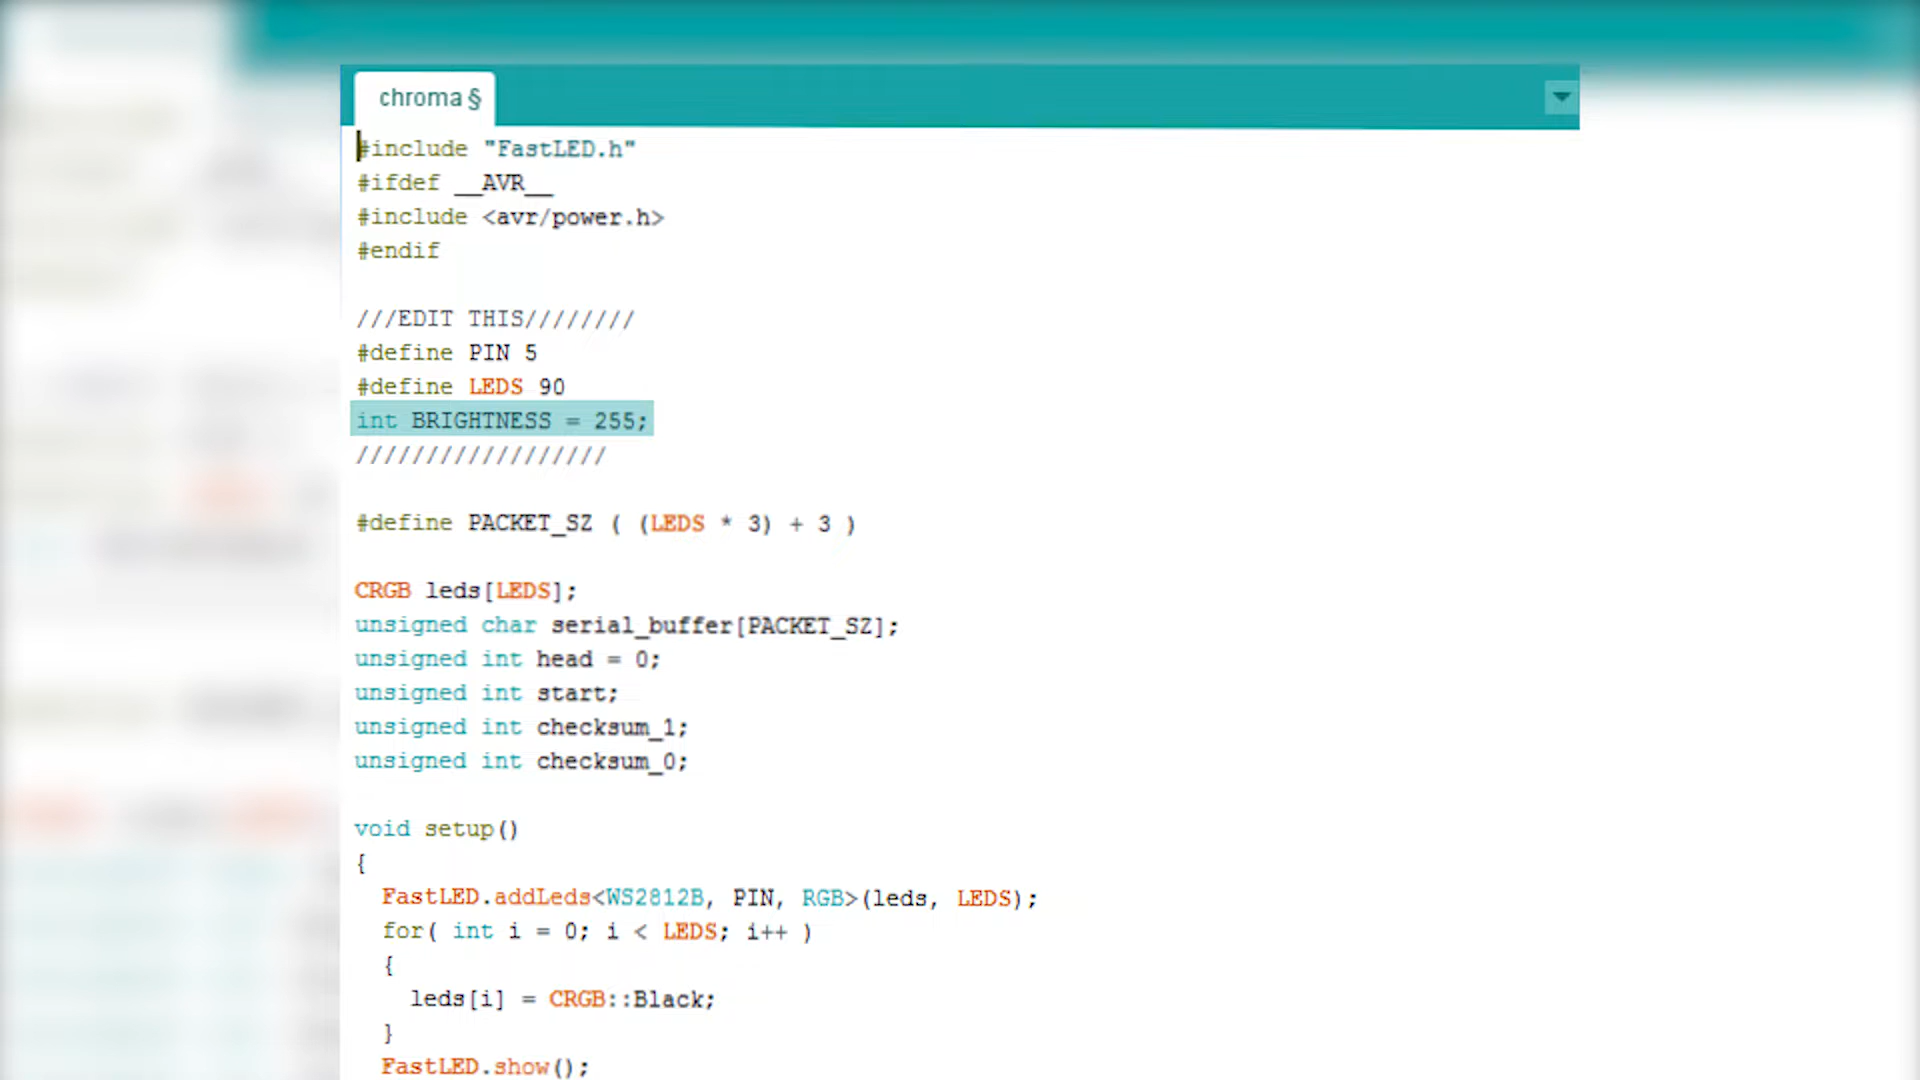 chroma §
#include "FastLED.h"
#ifdef __AVR__
#include <avr/power.h>
#endif
///EDIT THIS////////
#define PIN 5
#define LEDS 90
int BRIGHTNESS = 255;
//////////////////
#define PACKET_SZ ( (LEDS * 3) + 3 )
CRGB leds[LEDS];
unsigned char serial_buffer[PACKET_SZ];
unsigned int head = 0;
unsigned int start;
unsigned int checksum_1;
unsigned int checksum_0;
void setup()
{
FastLED.addLeds<WS2812B, PIN, RGB>(leds, LEDS);
for( int i = 0; i < LEDS; i++ )
{
leds[i] = CRGB::Black;
}
FastLED.show();